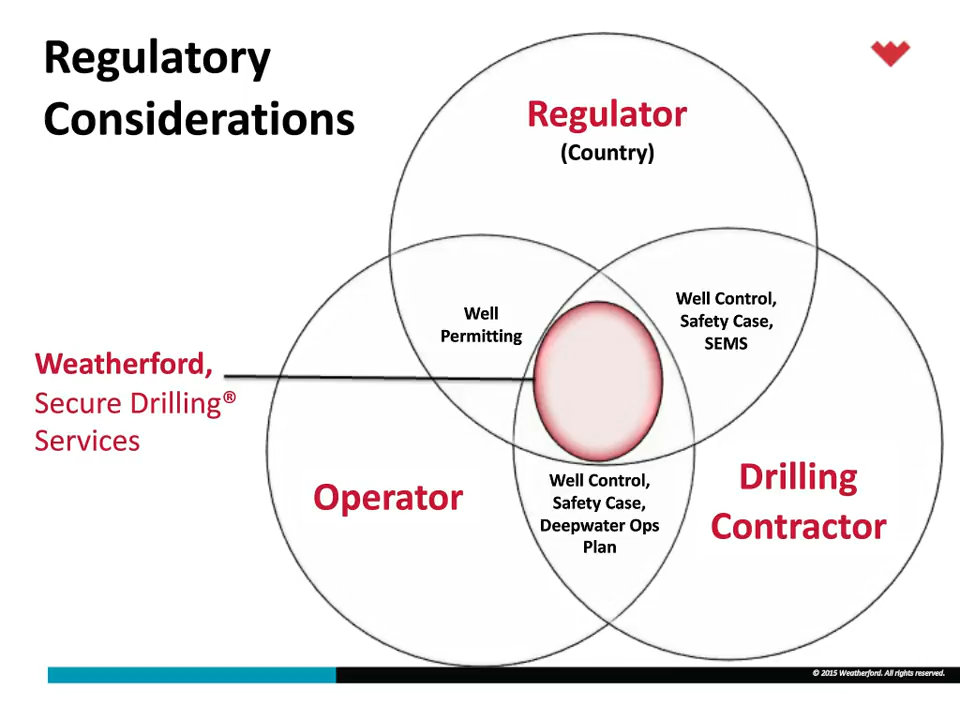 Regulatory
Considerations
Regulator
(Country)
Well
Permitting
Well Control,
Safety Case,
SEMS
Weatherford,
Secure Drilling®
Services
Operator
Well Control,
Safety Case,
Deepwater Ops
Plan
Drilling
Contractor
© 2015 Weatherford. All rights reserved.